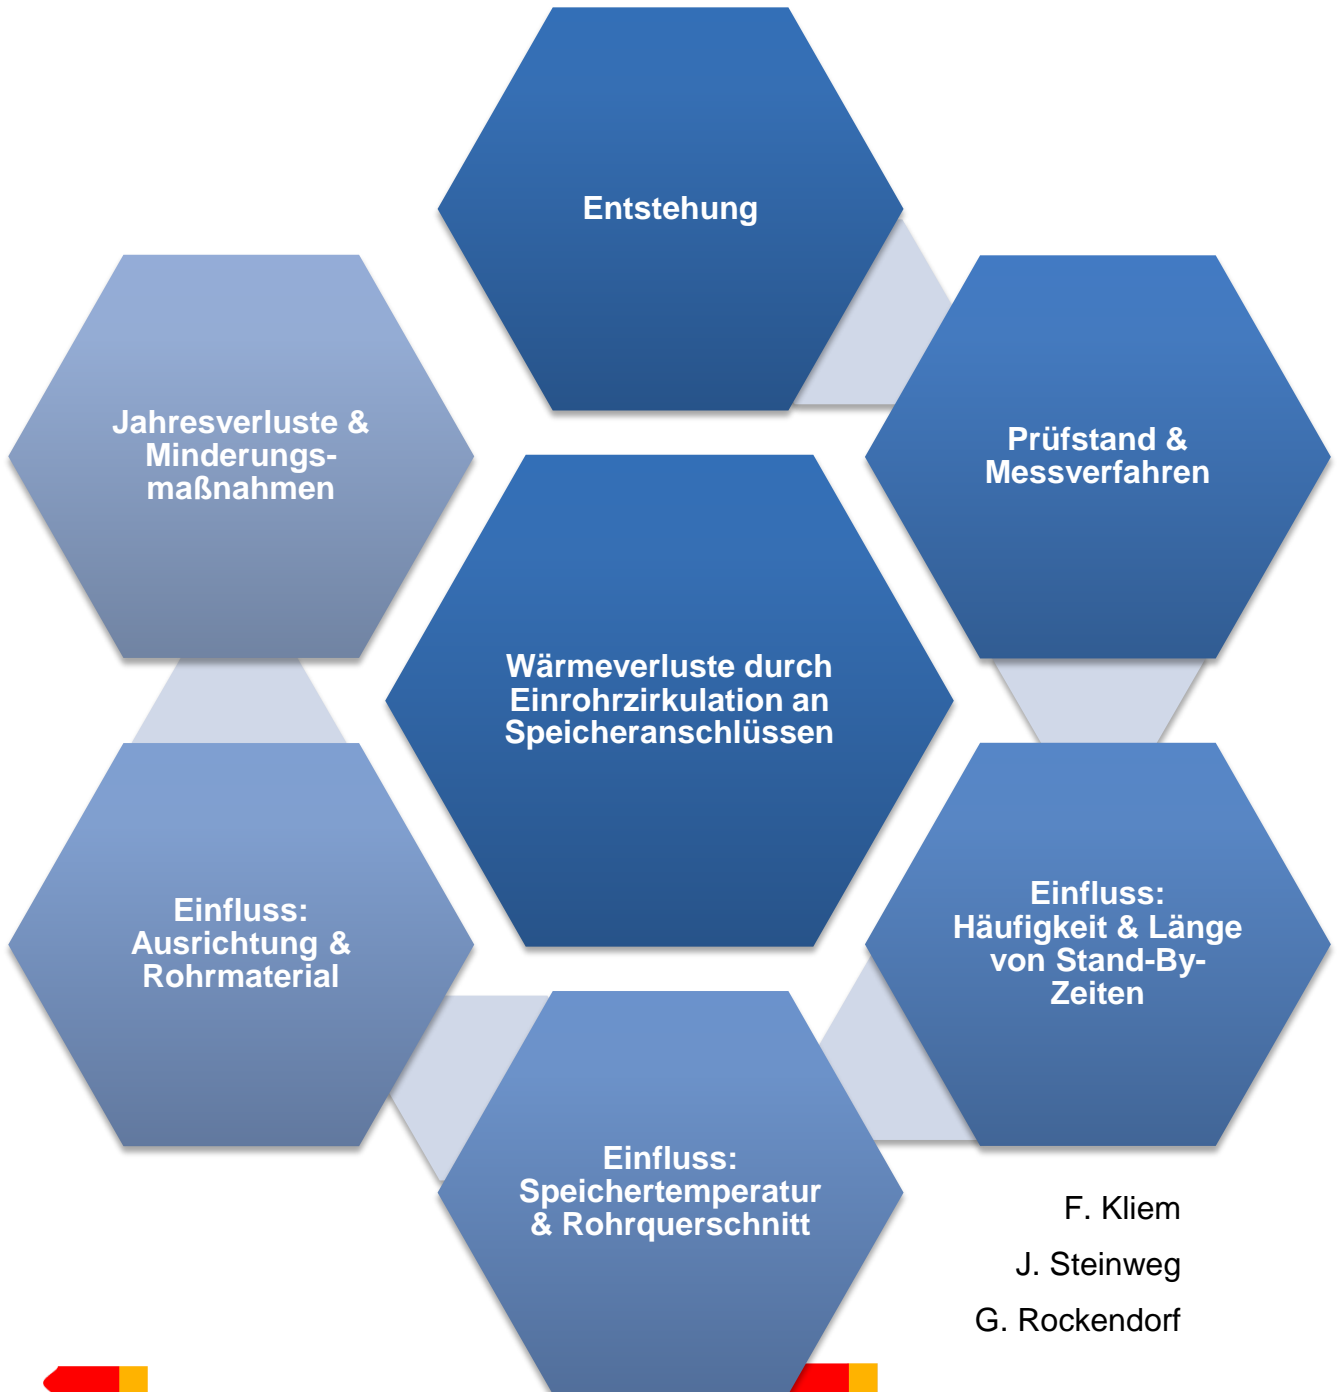 Entstehung
Prüfstand &
Messverfahren
Einfluss:
Häufigkeit & Länge
von Stand-By-
Zeiten
Einfluss:
Speichertemperatur
& Rohrquerschnitt
Einfluss:
Ausrichtung &
Rohrmaterial
Jahresverluste &
Minderungs-
maßnahmen
Wärmeverluste durch
Einrohrzirkulation an
Speicheranschlüssen
F. Kliem
J. Steinweg
G. Rockendorf